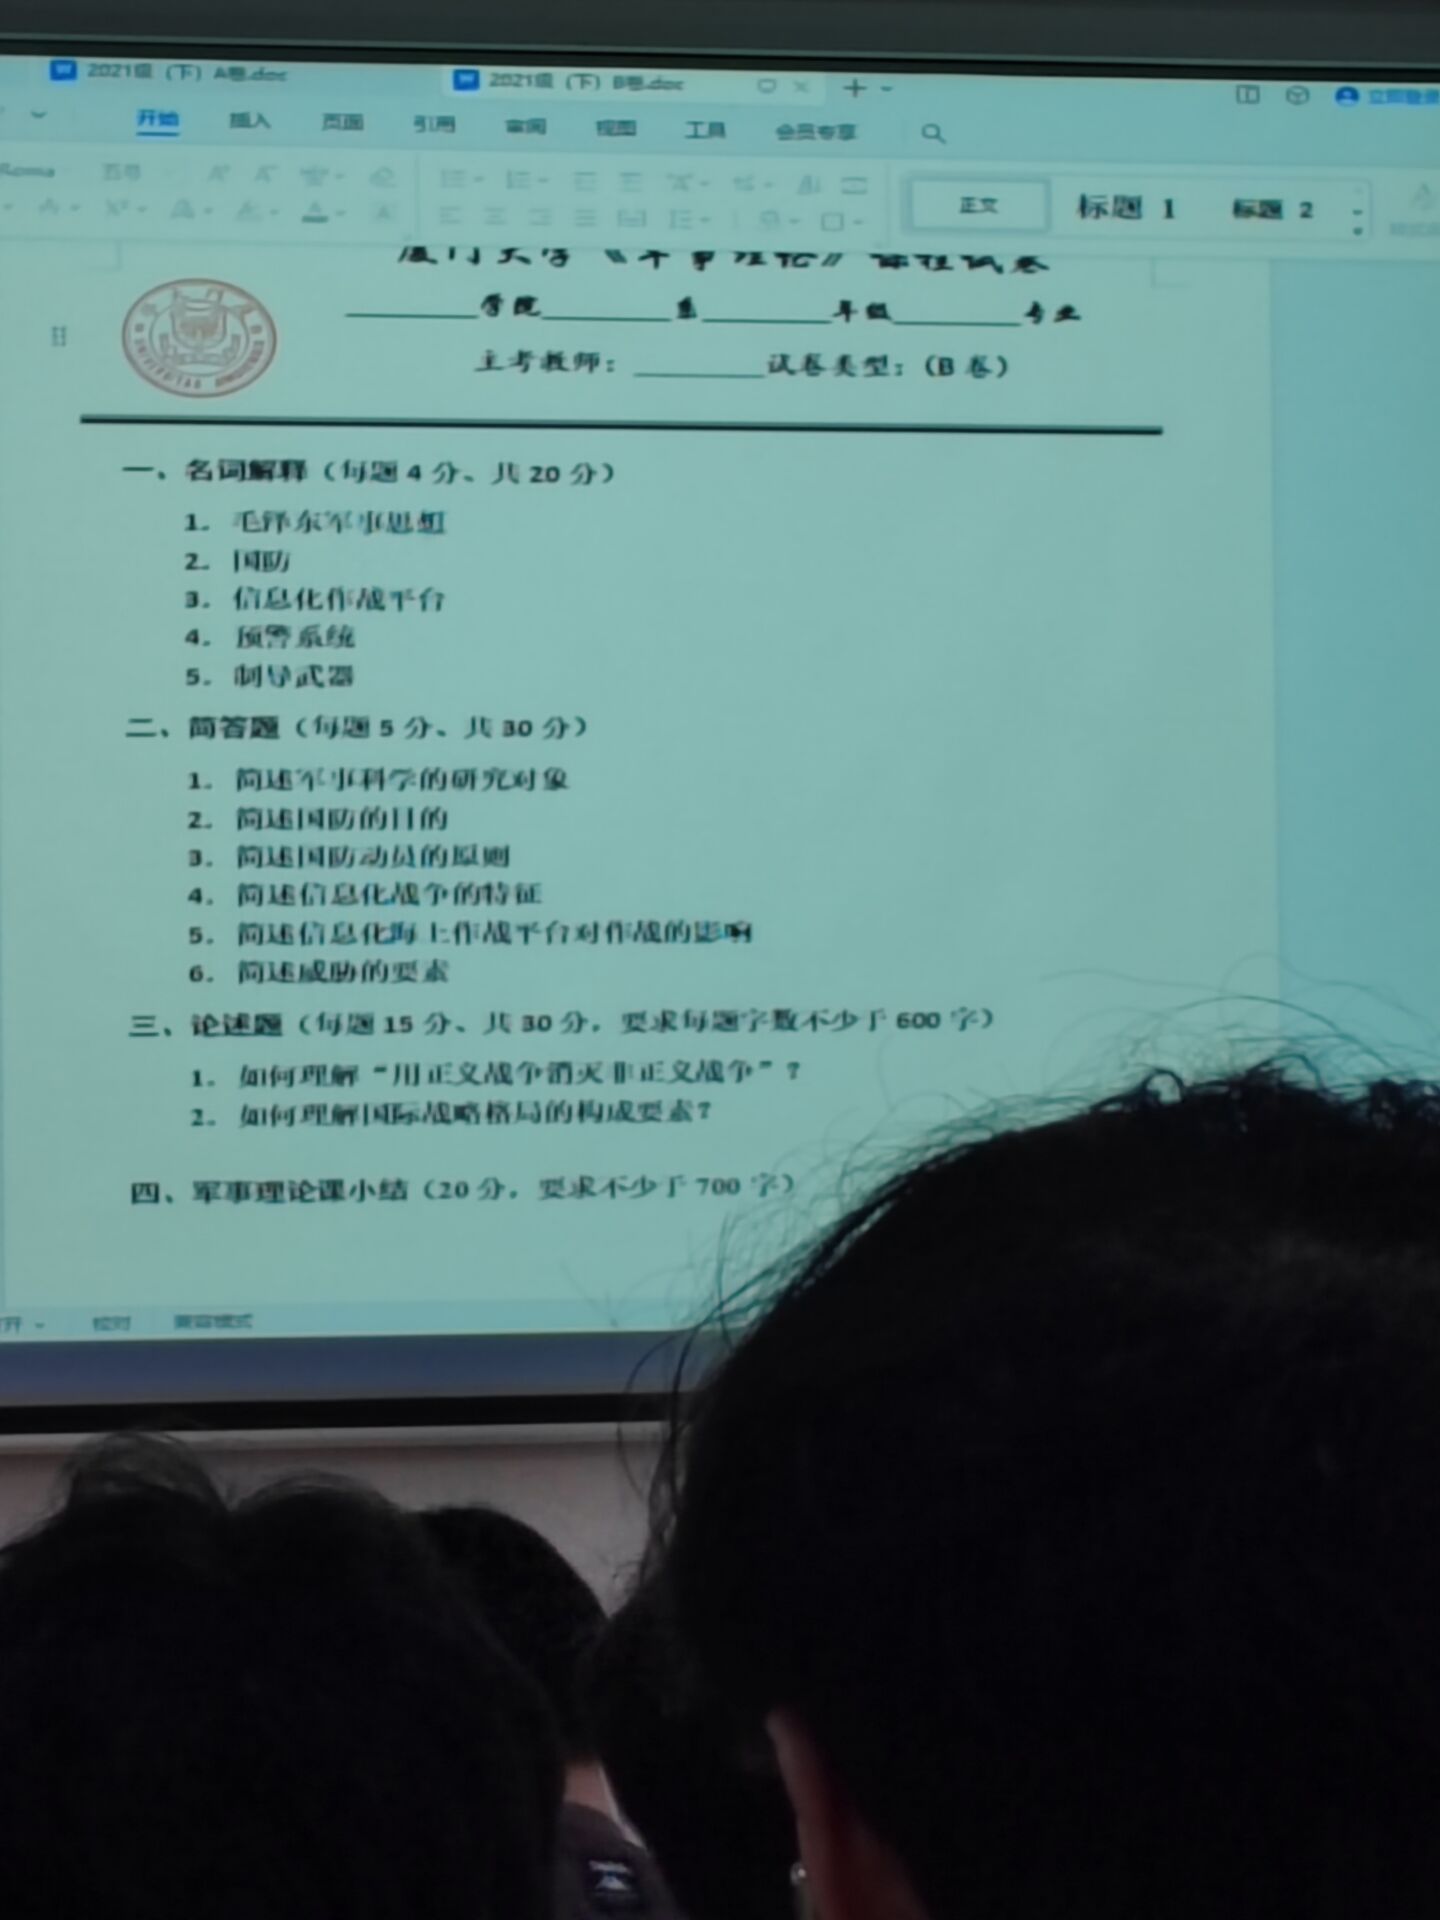 2021级（下）A卷.doc
2021级（下）B卷.doc
立即登录
开始 插入 页面 引用 审阅 视图 工具 会员专享
Roma 五号
正文 标题 1 标题 2
厦门大学《军事理论》课程试卷
____学院____系____年级____专业
主考教师：____试卷类型：（B 卷）
一、名词解释（每题 4 分、共 20 分）
1. 毛泽东军事思想
2. 国防
3. 信息化作战平台
4. 预警系统
5. 制导武器
二、简答题（每题 5 分、共 30 分）
1. 简述军事科学的研究对象
2. 简述国防的目的
3. 简述国防动员的原则
4. 简述信息化战争的特征
5. 简述信息化海上作战平台对作战的影响
6. 简述威胁的要素
三、论述题（每题 15 分、共 30 分，要求每题字数不少于 600 字）
1. 如何理解“用正义战争消灭非正义战争”？
2. 如何理解国际战略格局的构成要素？
四、军事理论课小结（20 分，要求不少于 700 字）
校对 兼容模式